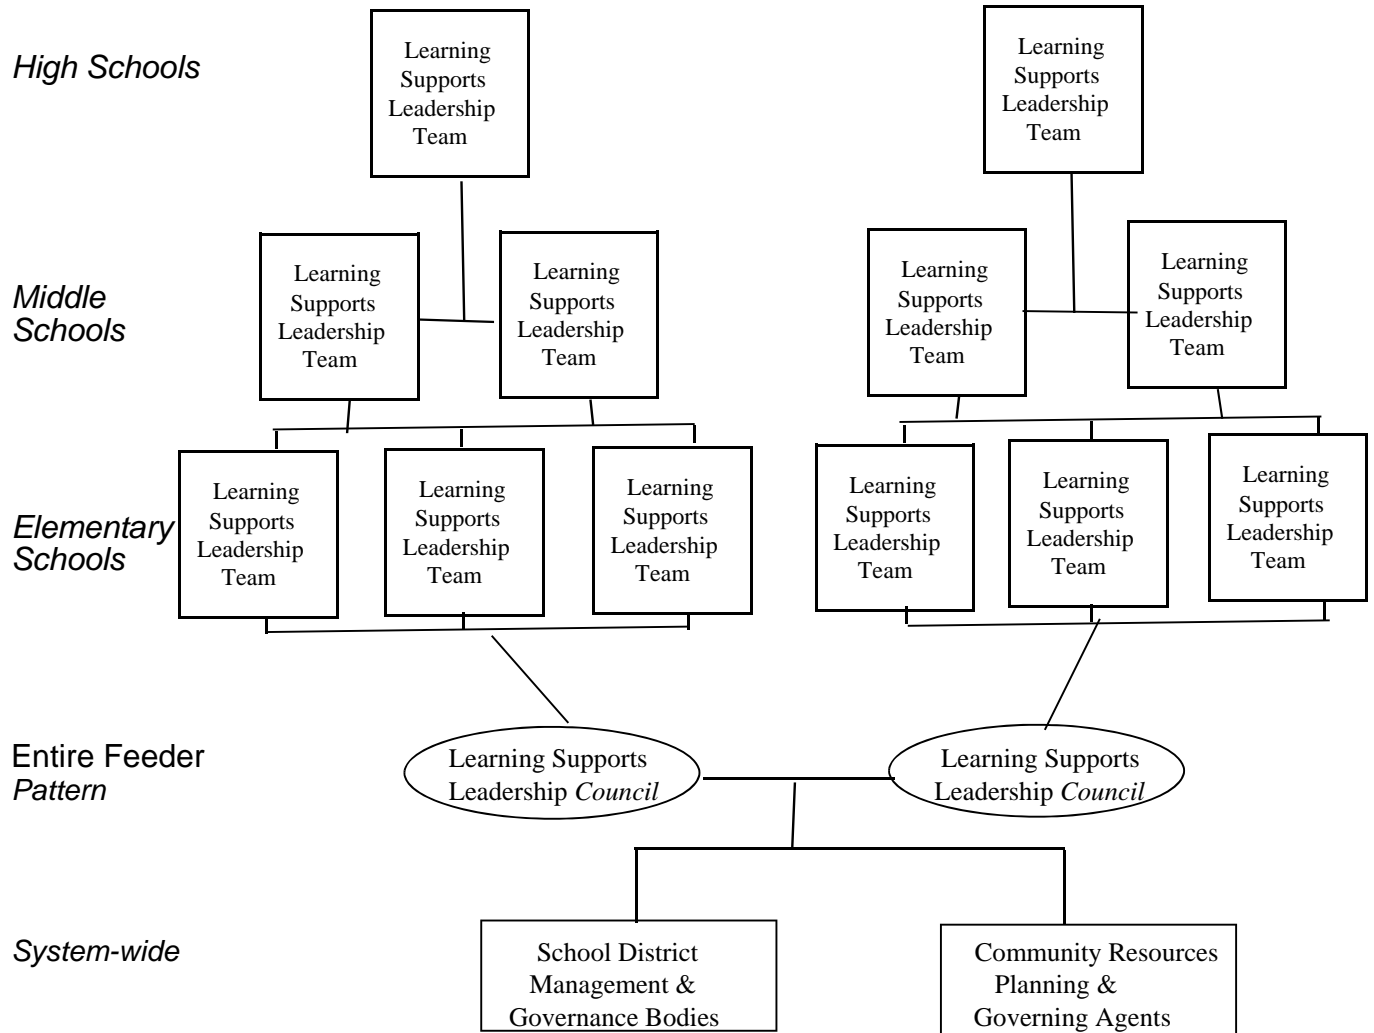 High Schools
Learning
Supports
Leadership
Team
Learning
Supports
Leadership
Team
Middle
Schools
Learning
Supports
Leadership
Team
Learning
Supports
Leadership
Team
Learning
Supports
Leadership
Team
Learning
Supports
Leadership
Team
Elementary
Schools
Learning
Supports
Leadership
Team
Learning
Supports
Leadership
Team
Learning
Supports
Leadership
Team
Learning
Supports
Leadership
Team
Learning
Supports
Leadership
Team
Learning
Supports
Leadership
Team
Entire Feeder
Pattern
Learning Supports
Leadership Council
Learning Supports
Leadership Council
System-wide
School District
Management &
Governance Bodies
Community Resources
Planning &
Governing Agents